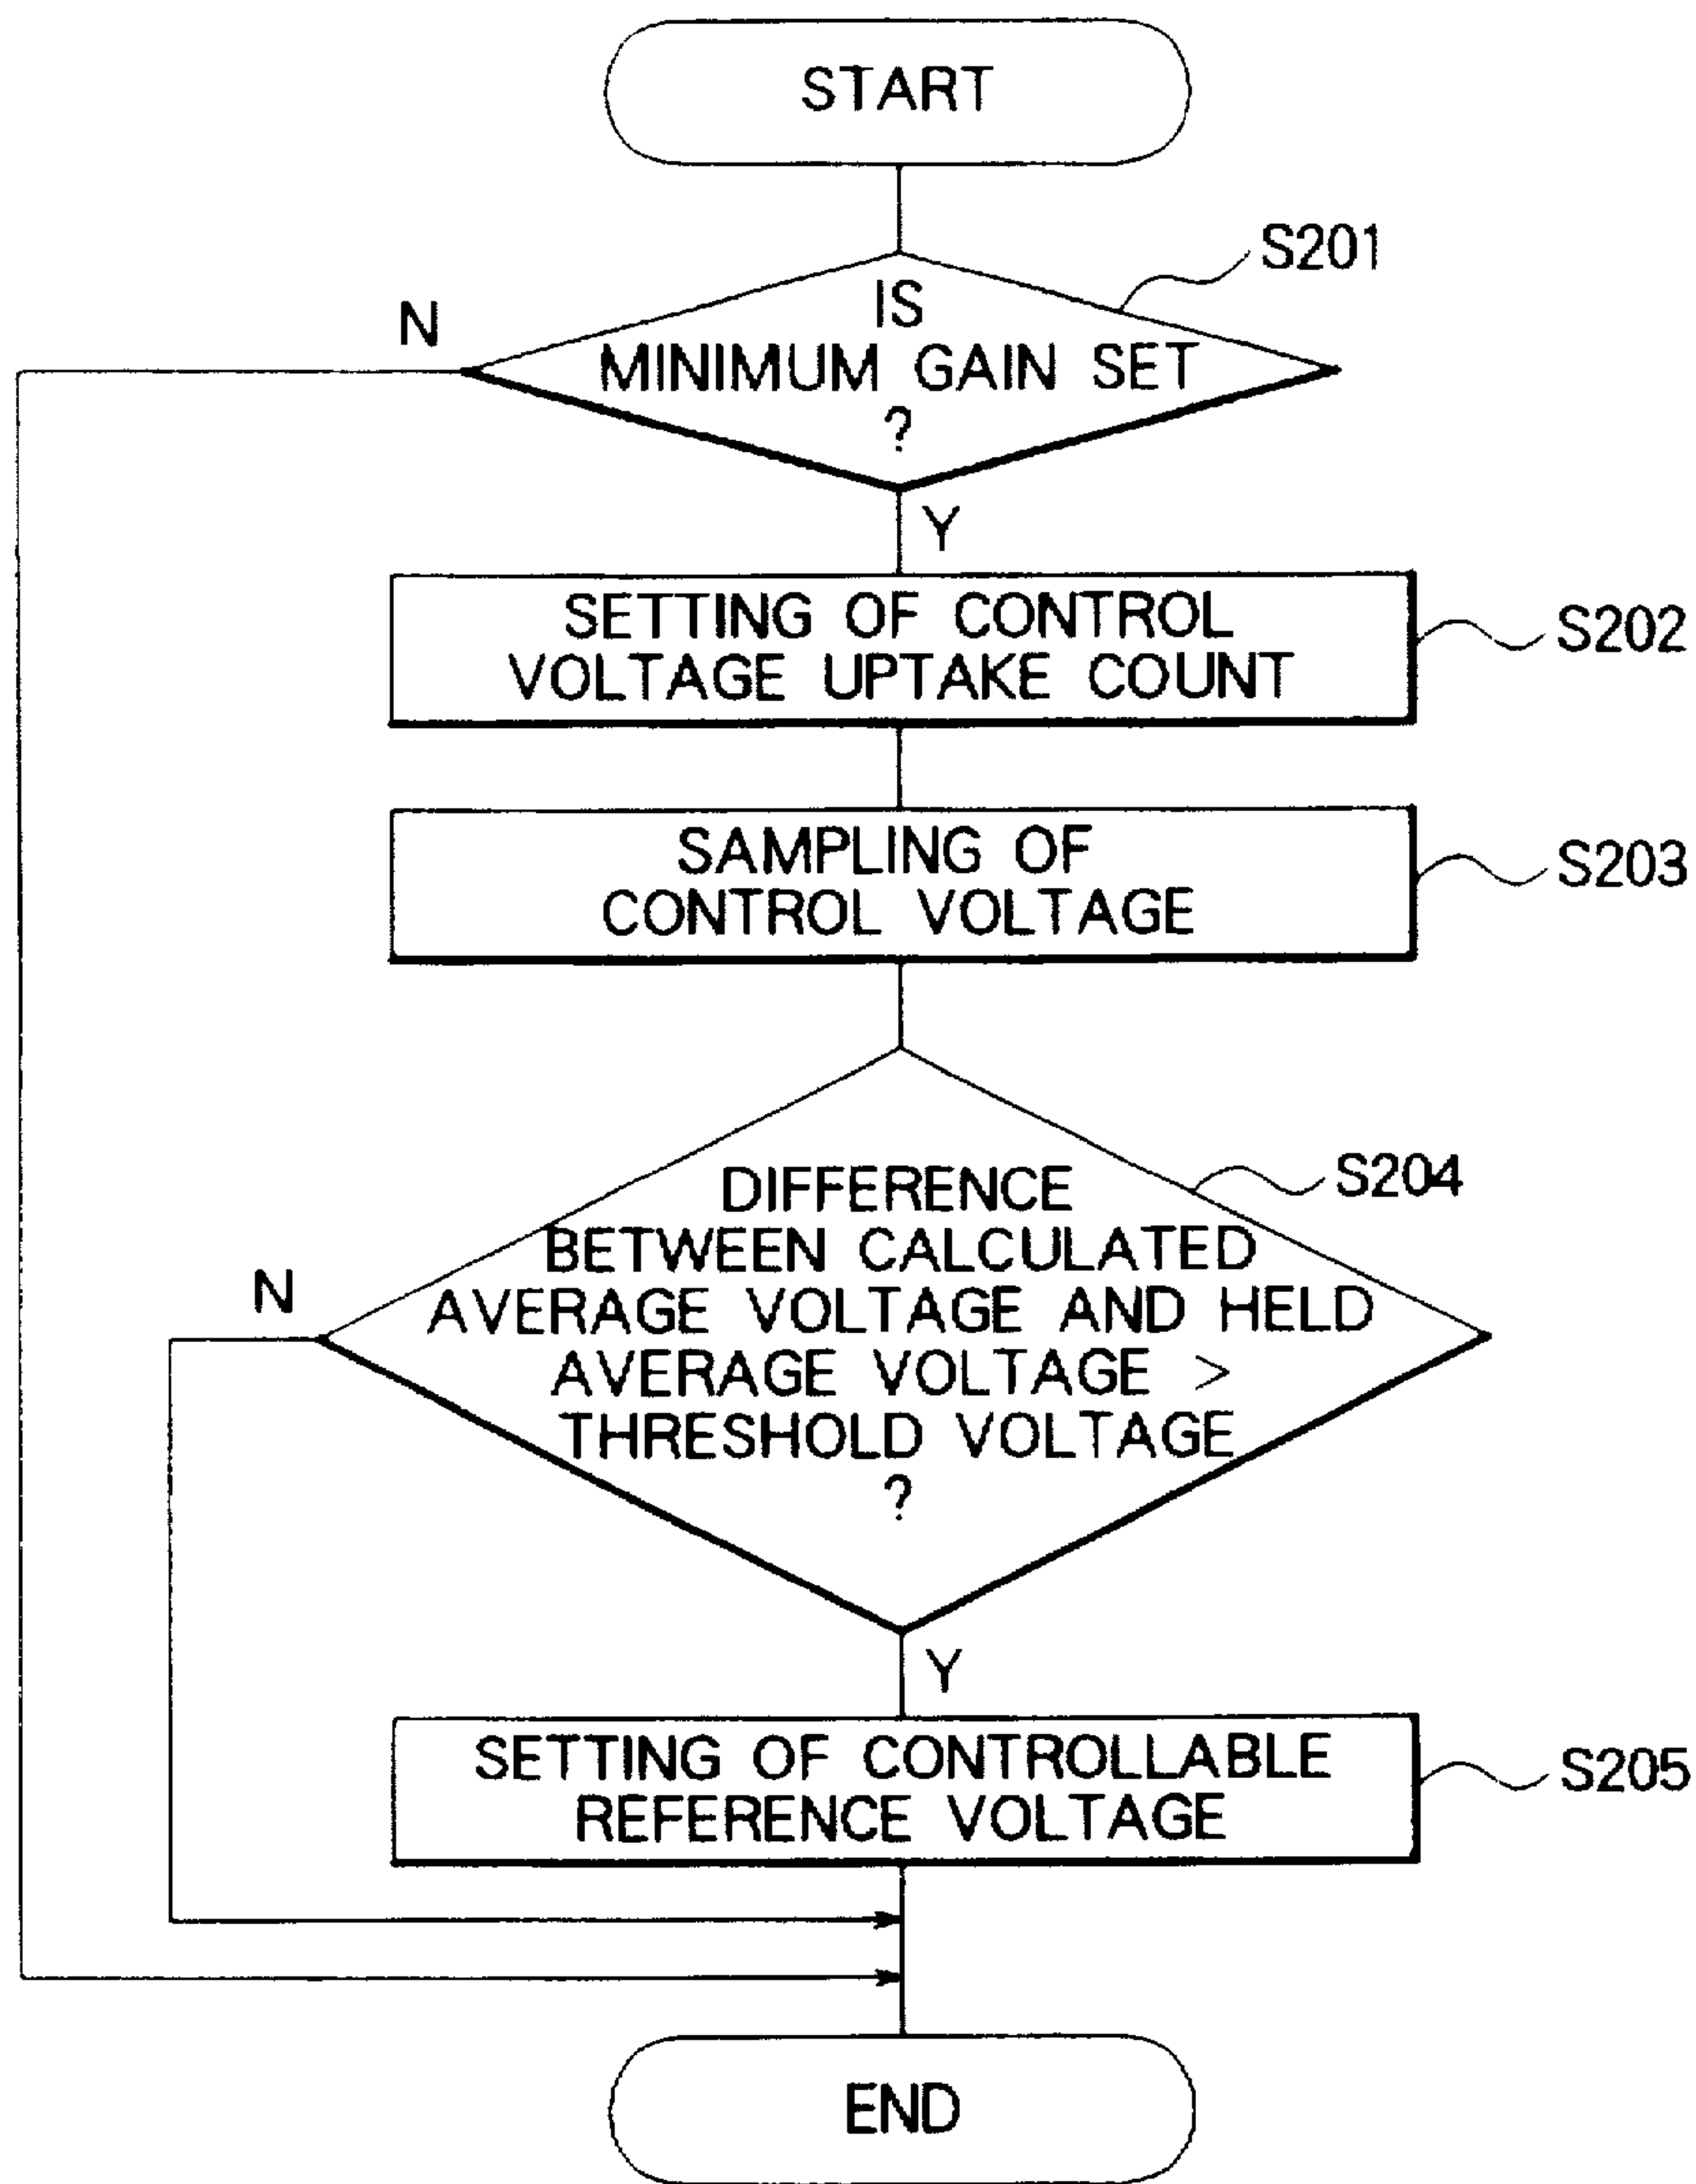 START
S201
N
IS
MINIMUM GAIN SET
?
Y
SETTING OF CONTROL
VOLTAGE UPTAKE COUNT
S202
SAMPLING OF
CONTROL VOLTAGE
S203
S204
DIFFERENCE
BETWEEN CALCULATED
N
AVERAGE VOLTAGE AND HELD
AVERAGE VOLTAGE >
THRESHOLD VOLTAGE
?
Y
SETTING OF CONTROLLABLE
REFERENCE VOLTAGE
S205
END